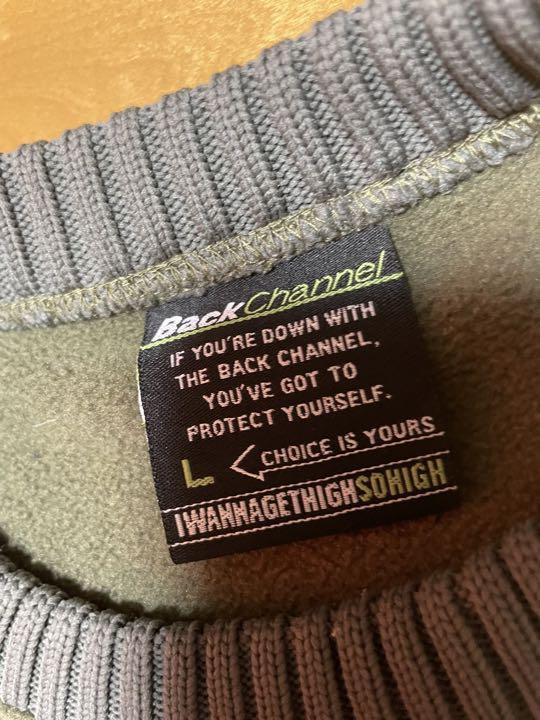 BackChannel
IF YOU'RE DOWN WITH
THE BACK CHANNEL,
YOU'VE GOT TO
PROTECT YOURSELF.
L CHOICE IS YOURS
IWANNAGETHIGHSOHIGH